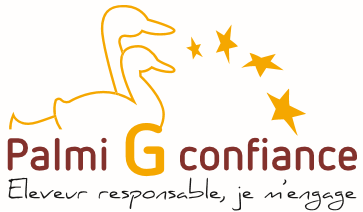 Palmi G confiance
Eleveur responsable, je m'engage